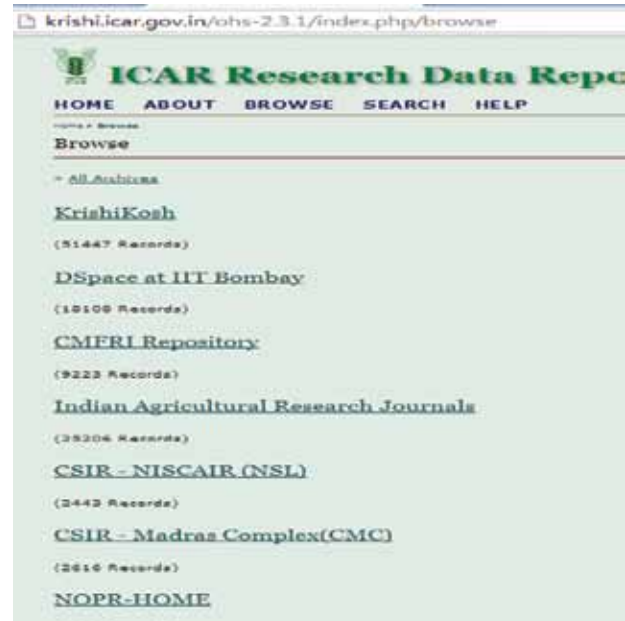 krishi.icar.gov.in/ohs-2.3.1/index.php/browse
ICAR Research Data Repo
HOME ABOUT BROWSE SEARCH HELP
Home > Browse
Browse
All Archives
KrishiKosh
(51447 Records)
DSpace at IIT Bombay
(18108 Records)
CMFRI Repository
(9223 Records)
Indian Agricultural Research Journals
(Records)
CSIR - NISCAIR (NSL)
(2443 Records)
CSIR - Madras Complex(CMC)
(2616 Records)
NOPR-HOME